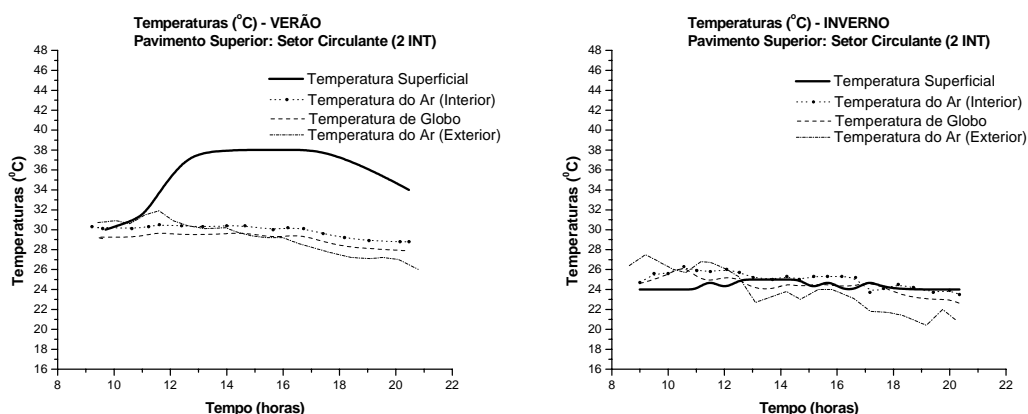 Temperaturas (°C) - VERÃO
Pavimento Superior: Setor Circulante (2 INT)
48
46
44
42
40
38
36
34
32
30
28
26
24
22
20
18
16
Temperaturas (⁰C)
Temperatura Superficial
Temperatura do Ar (Interior)
Temperatura de Globo
Temperatura do Ar (Exterior)
8 10 12 14 16 18 20 22
Tempo (horas)
Temperaturas (°C) - INVERNO
Pavimento Superior: Setor Circulante (2 INT)
48
46
44
42
40
38
36
34
32
30
28
26
24
22
20
18
16
Temperaturas (⁰C)
Temperatura Superficial
Temperatura do Ar (Interior)
Temperatura de Globo
Temperatura do Ar (Exterior)
8 10 12 14 16 18 20 22
Tempo (horas)